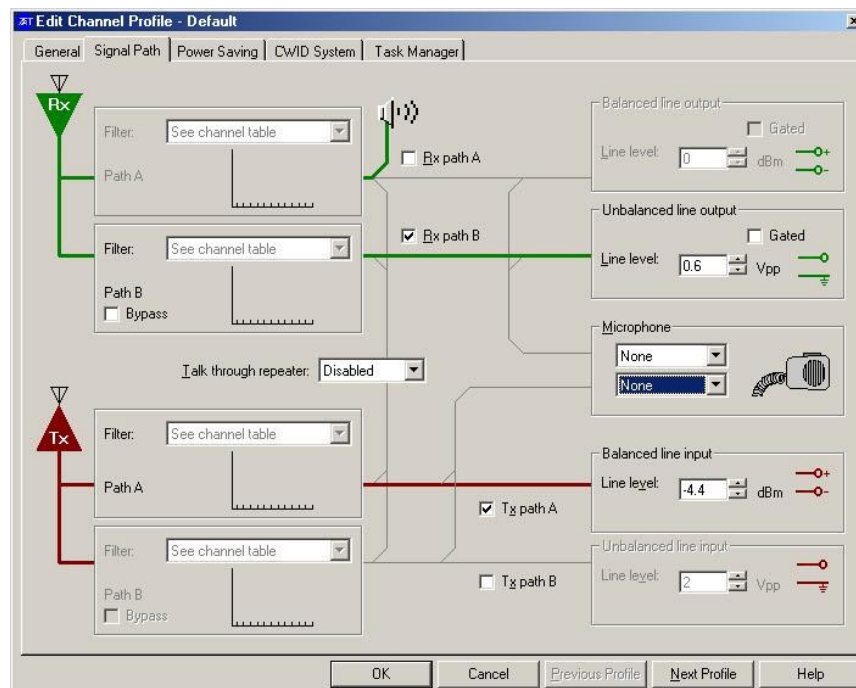 Edit Channel Profile - Default
General
Signal Path
Power Saving
CWID System
Task Manager
Rx
Filter:
See channel table
Path A
Rx path A
Balanced line output
Gated
Line level:
0
dBm
Filter:
See channel table
Path B
Bypass
Rx path B
Unbalanced line output
Gated
Line level:
0.6
Vpp
Microphone
None
None
Talk through repeater:
Disabled
Tx
Filter:
See channel table
Path A
Tx path A
Balanced line input
Line level:
-4.4
dBm
Filter:
See channel table
Path B
Bypass
Tx path B
Unbalanced line input
Line level:
2
Vpp
OK
Cancel
Previous Profile
Next Profile
Help